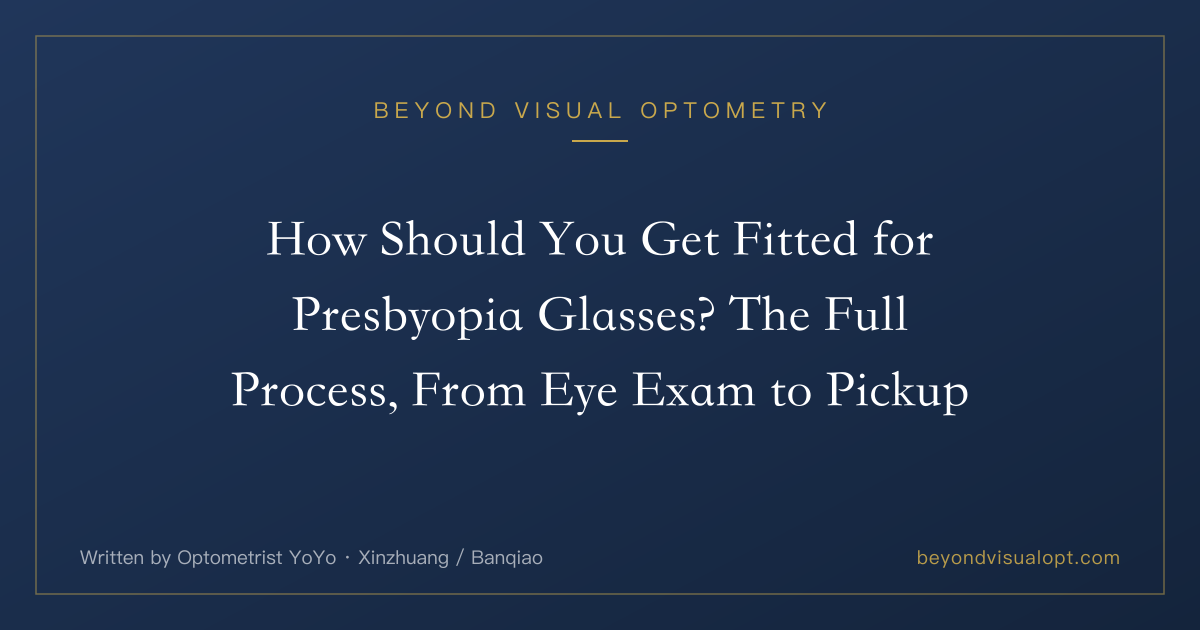 BEYOND VISUAL OPTOMETRY
How Should You Get Fitted for
Presbyopia Glasses? The Full
Process, From Eye Exam to Pickup
Written by Optometrist YoYo · Xinzhuang / Banqiao
beyondvisualopt.com